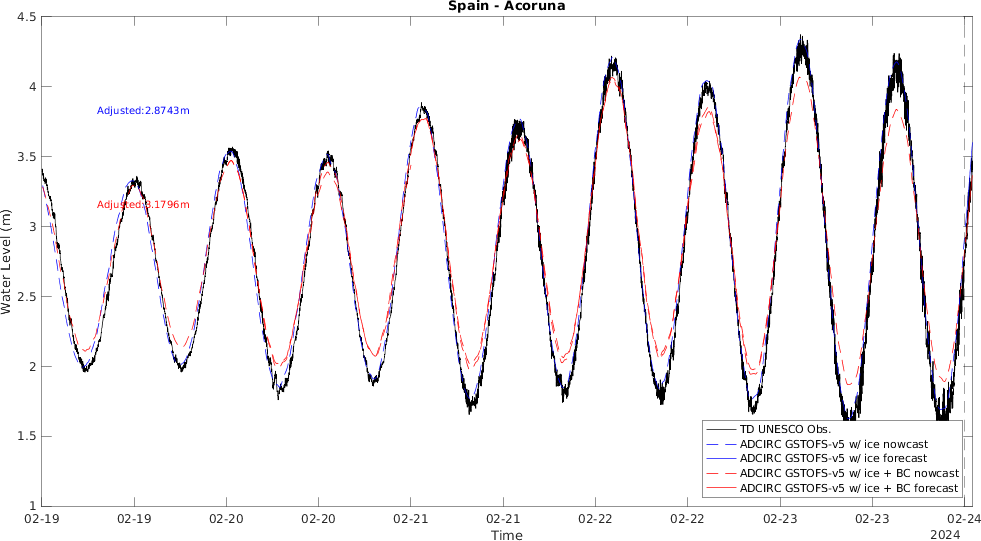 Spain - Acoruna
4.5
4
3.5
3
2.5
2
1.5
1
Water Level (m)
Adjusted:2.8743m
Adjusted:3.1796m
TD UNESCO Obs.
ADCIRC GSTOFS-v5 w/ ice nowcast
ADCIRC GSTOFS-v5 w/ ice forecast
ADCIRC GSTOFS-v5 w/ ice + BC nowcast
ADCIRC GSTOFS-v5 w/ ice + BC forecast
02-19 02-19 02-20 02-20 02-21 02-21 02-22 02-22 02-23 02-23 02-24
2024
Time